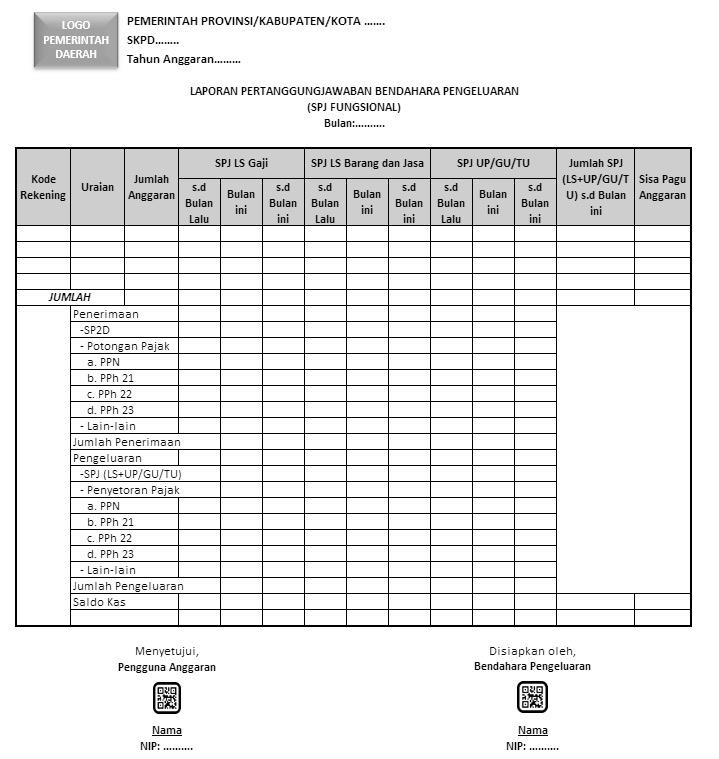 LOGO
PEMERINTAH
DAERAH
PEMERINTAH PROVINSI/KABUPATEN/KOTA .......
SKPD........
Tahun Anggaran.........
LAPORAN PERTANGGUNGJAWABAN BENDAHARA PENGELUARAN
(SPJ FUNGSIONAL)
Bulan:..........
Kode Rekening
Uraian
Jumlah Anggaran
SPJ LS Gaji
SPJ LS Barang dan Jasa
SPJ UP/GU/TU
Jumlah SPJ (LS+UP/GU/TU) s.d Bulan ini
Sisa Pagu Anggaran
s.d Bulan Lalu
Bulan ini
s.d Bulan ini
s.d Bulan Lalu
Bulan ini
s.d Bulan ini
s.d Bulan Lalu
Bulan ini
s.d Bulan ini
JUMLAH
Penerimaan
-SP2D
- Potongan Pajak
a. PPN
b. PPh 21
c. PPh 22
d. PPh 23
- Lain-lain
Jumlah Penerimaan
Pengeluaran
-SPJ (LS+UP/GU/TU)
- Penyetoran Pajak
a. PPN
b. PPh 21
c. PPh 22
d. PPh 23
- Lain-lain
Jumlah Pengeluaran
Saldo Kas
Menyetujui,
Pengguna Anggaran
Nama
NIP: ..........
Disiapkan oleh,
Bendahara Pengeluaran
Nama
NIP: ..........